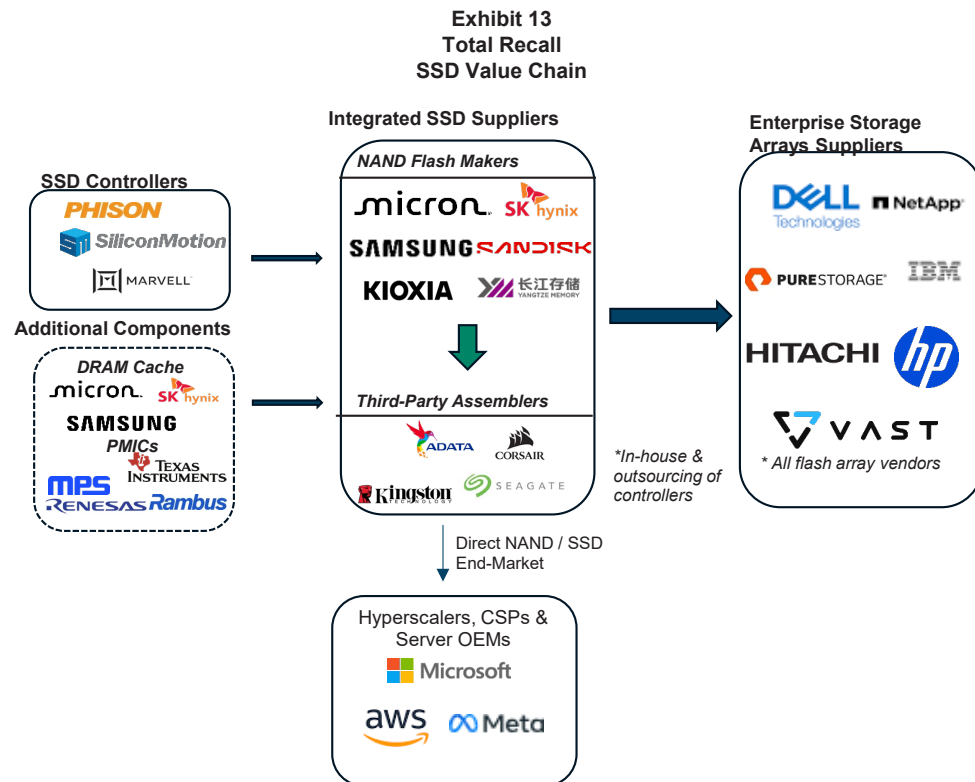 Exhibit 13
Total Recall
SSD Value Chain
SSD Controllers
PHISON
SiliconMotion
MARVELL
Additional Components
DRAM Cache
micron
SK hynix
SAMSUNG
PMICs
TEXAS
INSTRUMENTS
MPS
RENESAS
Rambus
Integrated SSD Suppliers
NAND Flash Makers
micron
SK hynix
SAMSUNG
SANDISK
KIOXIA
长江存储
YANGTZE MEMORY
Third-Party Assemblers
ADATA
CORSAIR
Kingston
TECHNOLOGY
SEAGATE
*In-house &
outsourcing of
controllers
Enterprise Storage
Arrays Suppliers
DELL
Technologies
NetApp
PURESTORAGE
IBM
HITACHI
hp
VAST
* All flash array vendors
Direct NAND / SSD
End-Market
Hyperscalers, CSPs &
Server OEMs
Microsoft
aws
Meta